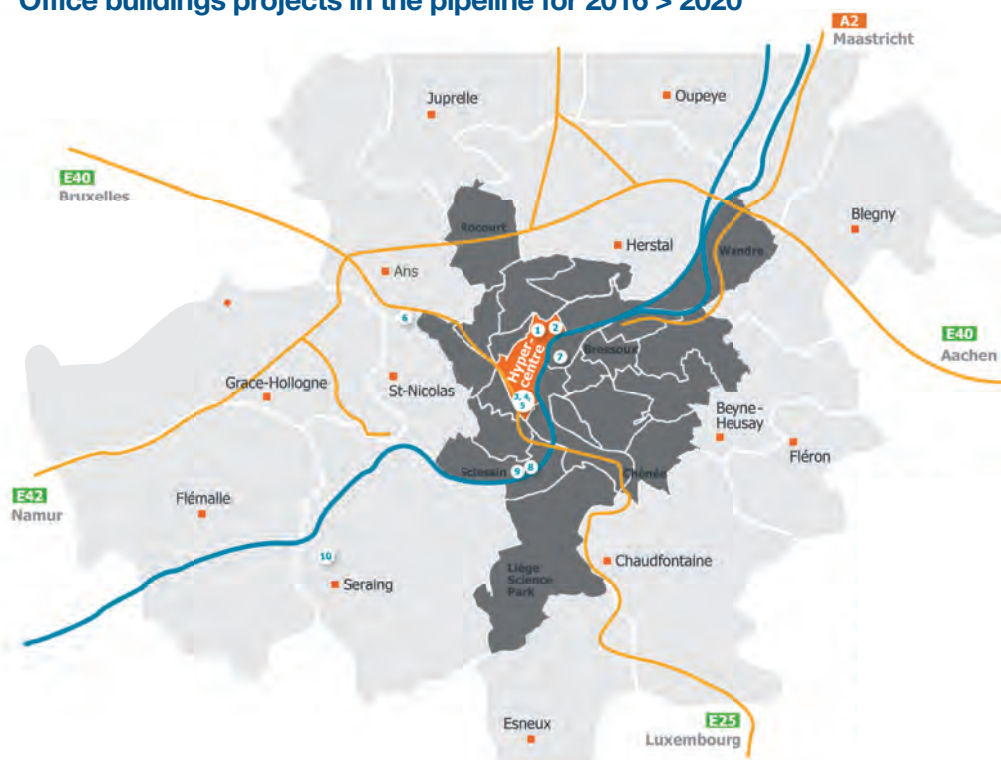 Office buildings projects in the pipeline for 2016 > 2020
A2
Maastricht
Juprelle
Oupeye
E40
Bruxelles
Blegny
Rocourt
Herstal
Wandre
Ans
6
1
2
E40
Aachen
7
Bressoux
Hyper-
centre
Grace-Hollogne
St-Nicolas
3, 4,
5
Beyne-
Heusay
Fléron
Sclessin
9
8
Chênée
E42
Namur
Flémalle
10
Seraing
Chaudfontaine
Liège
Science
Park
Esneux
E25
Luxembourg